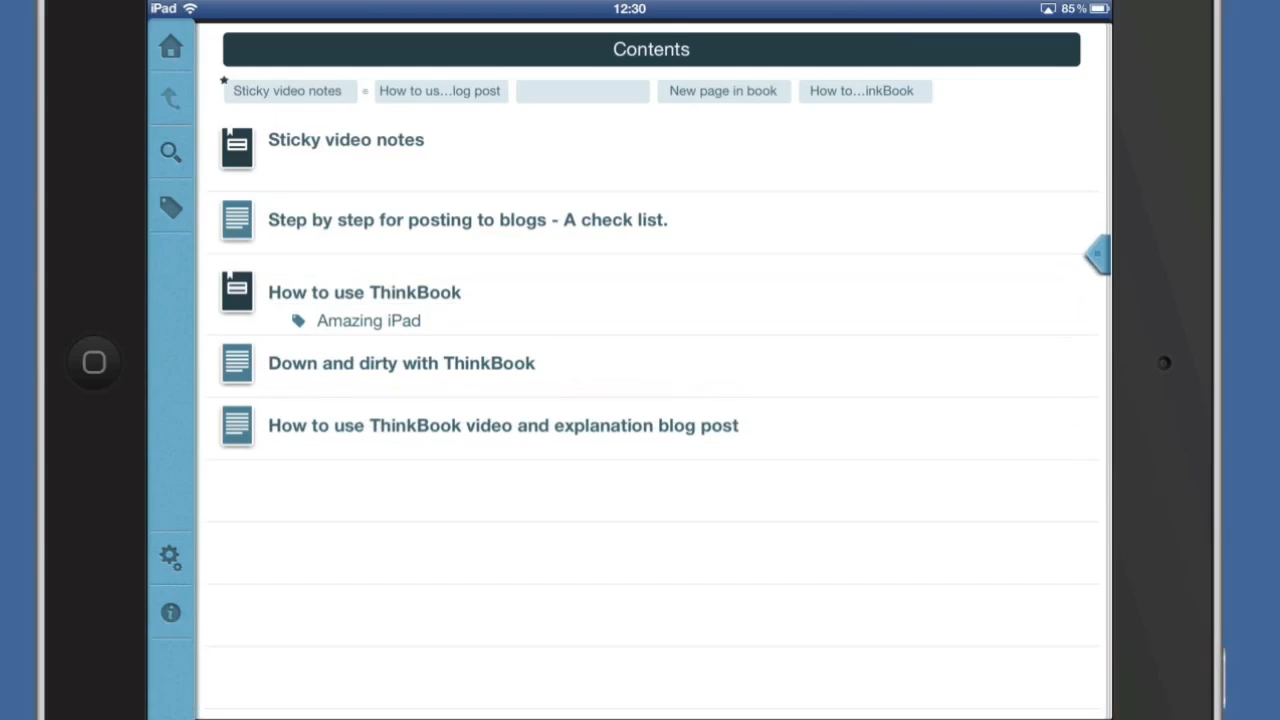 iPad 12:30 85%
Contents
Sticky video notes How to us...log post New page in book How to...inkBook
Sticky video notes
Step by step for posting to blogs - A check list.
How to use ThinkBook
Amazing iPad
Down and dirty with ThinkBook
How to use ThinkBook video and explanation blog post